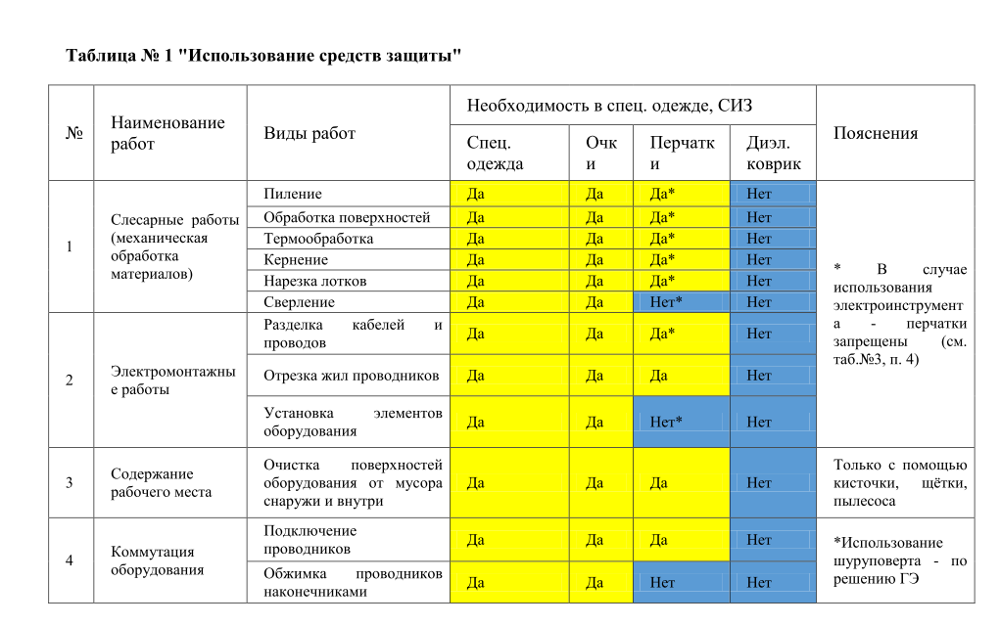 Таблица № 1 "Использование средств защиты"
№
Наименование
работ
Виды работ
Необходимость в спец. одежде, СИЗ
Пояснения
Спец.
одежда
Очк
и
Перчатк
и
Диэл.
коврик
1
Слесарные работы
(механическая
обработка
материалов)
Пиление
Да
Да
Да*
Нет
Обработка поверхностей
Да
Да
Да*
Нет
Термообработка
Да
Да
Да*
Нет
Кернение
Да
Да
Да*
Нет
Нарезка лотков
Да
Да
Да*
Нет
Сверление
Да
Да
Нет*
Нет
* В случае
использования
электроинструмент
а - перчатки
запрещены (см.
таб.№3, п. 4)
2
Электромонтажны
е работы
Разделка кабелей и
проводов
Да
Да
Да*
Нет
Отрезка жил проводников
Да
Да
Да
Нет
Установка элементов
оборудования
Да
Да
Нет*
Нет
3
Содержание
рабочего места
Очистка поверхностей
оборудования от мусора
снаружи и внутри
Да
Да
Да
Нет
Только с помощью
кисточки, щётки,
пылесоса
4
Коммутация
оборудования
Подключение
проводников
Да
Да
Да
Нет
Обжимка проводников
наконечниками
Да
Да
Нет
Нет
*Использование
шуруповерта - по
решению ГЭ